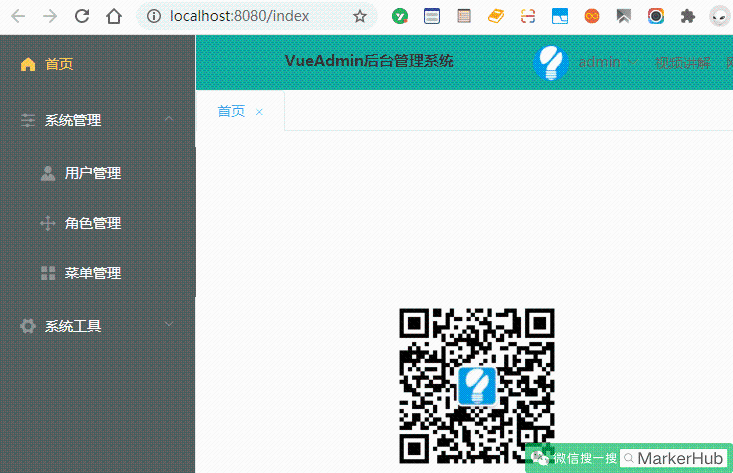 localhost:8080/index
首页
系统管理
用户管理
角色管理
菜单管理
系统工具
VueAdmin后台管理系统
admin
视频讲解
首页
微信搜一搜
MarkerHub